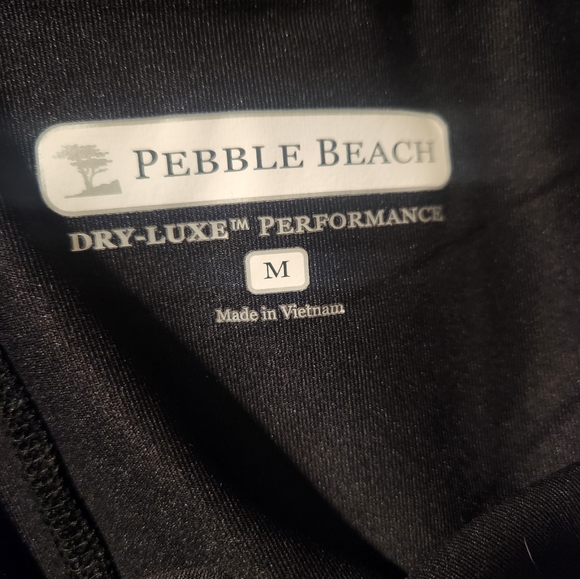 PEBBLE BEACH
DRY-LUXE™ PERFORMANCE
M
Made in Vietnam